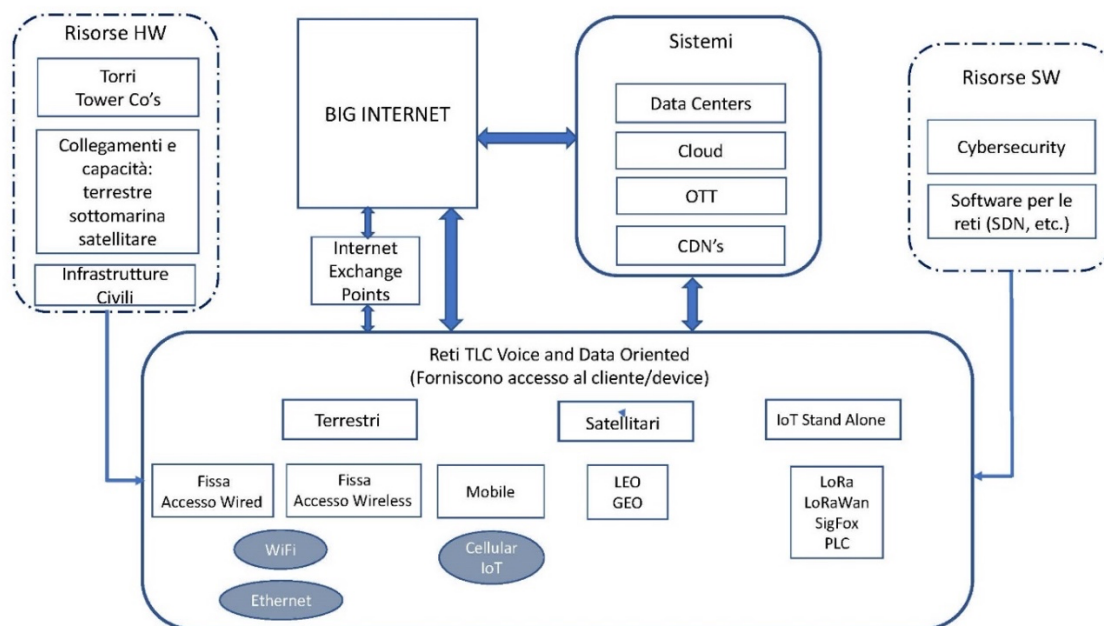 Risorse HW
Torri
Tower Co's
Collegamenti e
capacità:
terrestre
sottomarina
satellitare
Infrastrutture
Civili
BIG INTERNET
Internet
Exchange
Points
Sistemi
Data Centers
Cloud
OTT
CDN's
Risorse SW
Cybersecurity
Software per le
reti (SDN, etc.)
Reti TLC Voice and Data Oriented
(Forniscono accesso al cliente/device)
Terrestri
Satellitari
IoT Stand Alone
Fissa
Accesso Wired
Fissa
Accesso Wireless
Mobile
LEO
GEO
LoRa
LoRaWan
SigFox
PLC
WiFi
Cellular
IoT
Ethernet